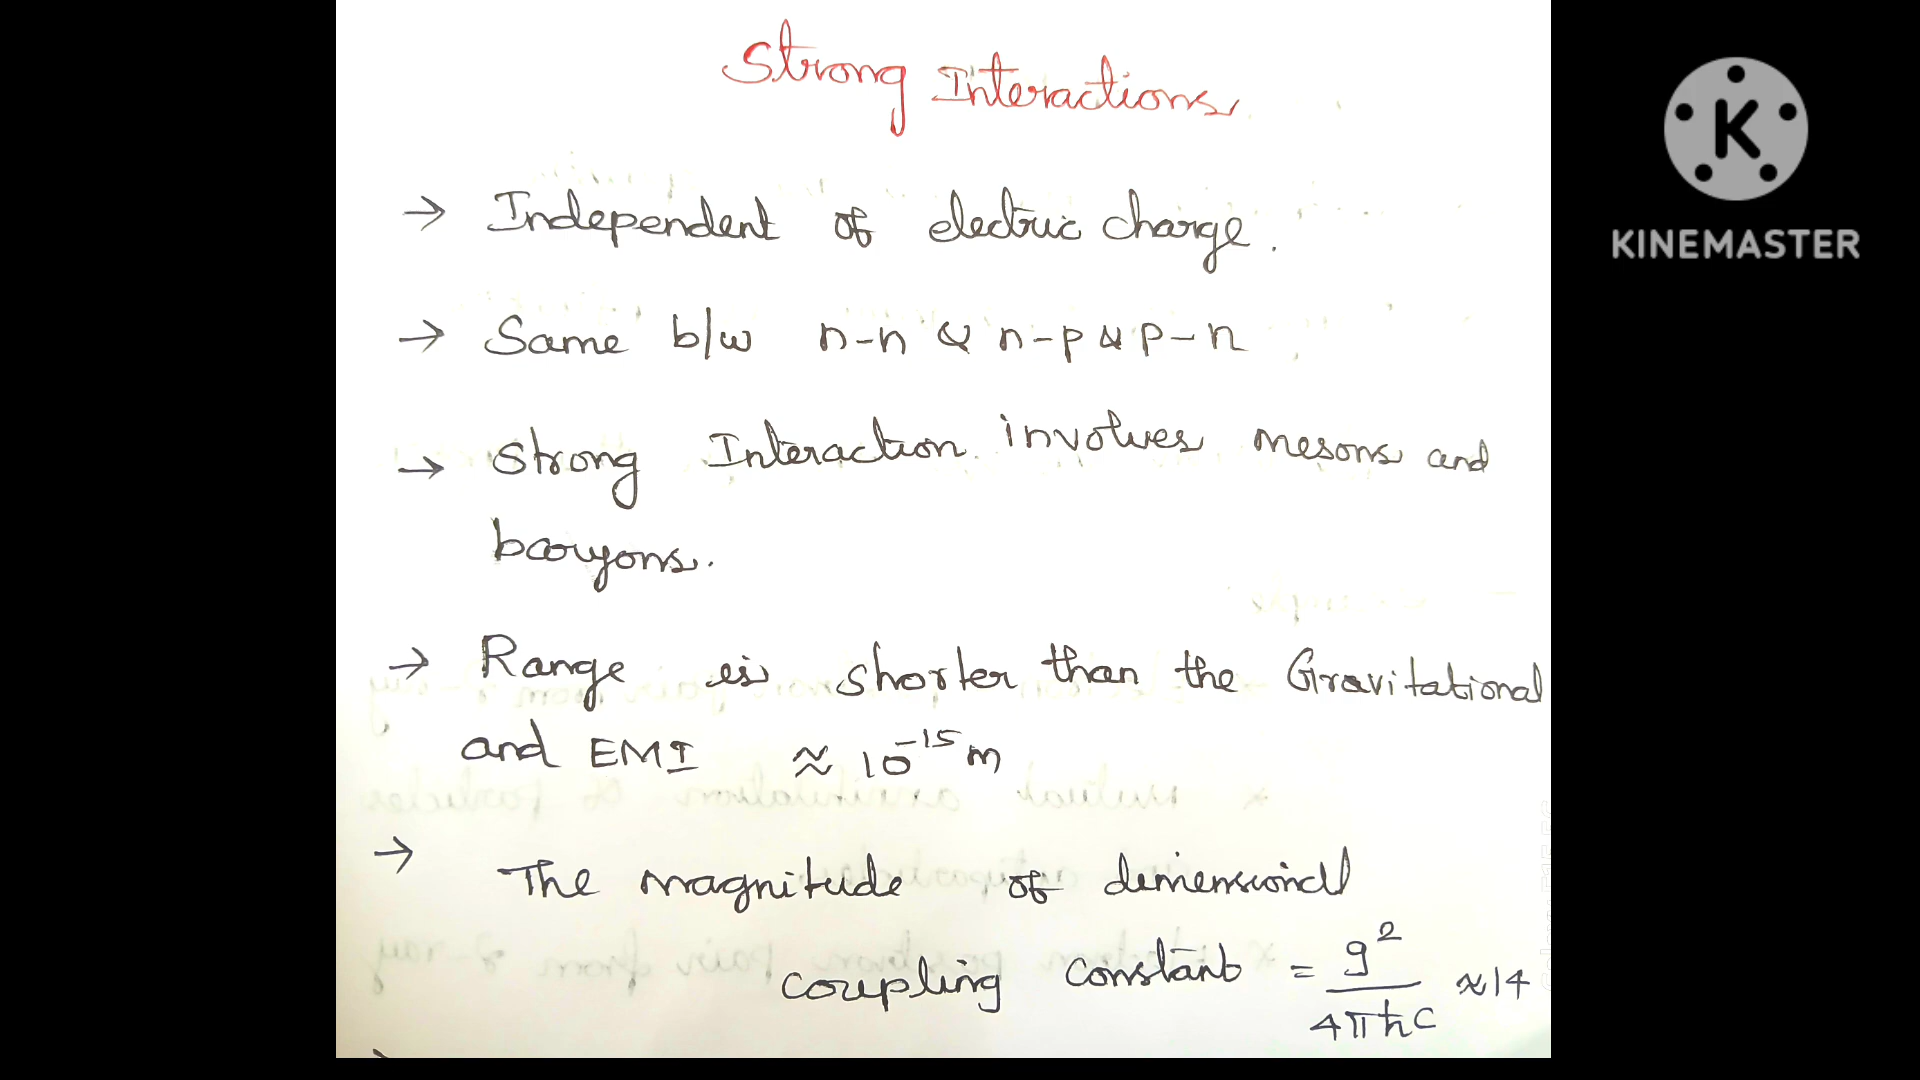 Strong Interactions
→ Independent of electric charge.
→ Same b/w n-n & n-p & p-n
→ Strong Interaction involves mesons and
baryons.
→ Range is shorter than the Gravitational
and EMI ≈ 10⁻¹⁵ m
→ The magnitude of dimensional
coupling constant = g²/4πħc ≈ 14
KINEMASTER